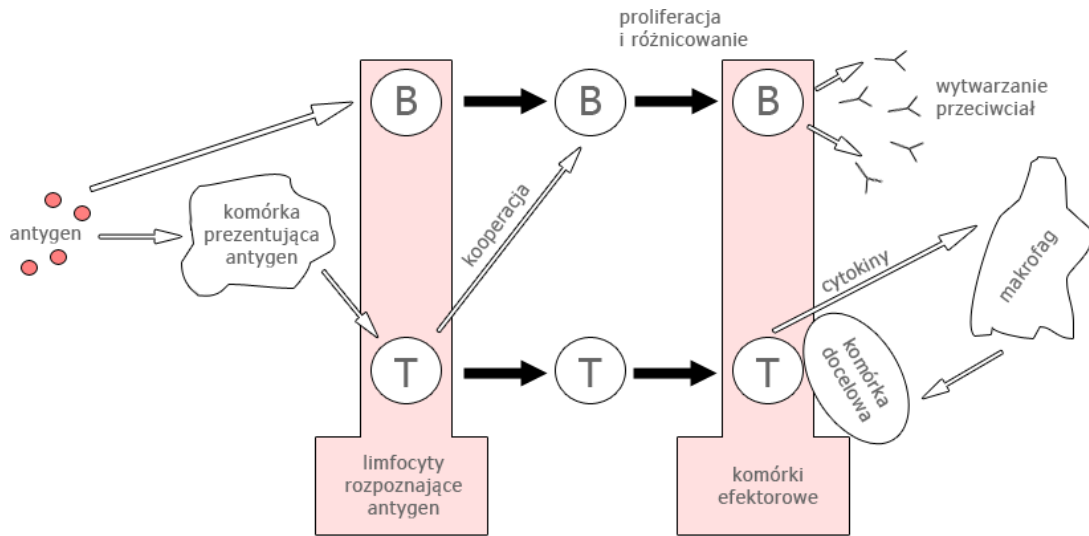 proliferacja
i różnicowanie
B
B
B
wytwarzanie
przeciwciał
antygen
komórka
prezentująca
antygen
kooperacja
cytokiny
makrofag
T
T
T
komórka
docelowa
limfocyty
rozpoznające
antygen
komórki
efektorowe